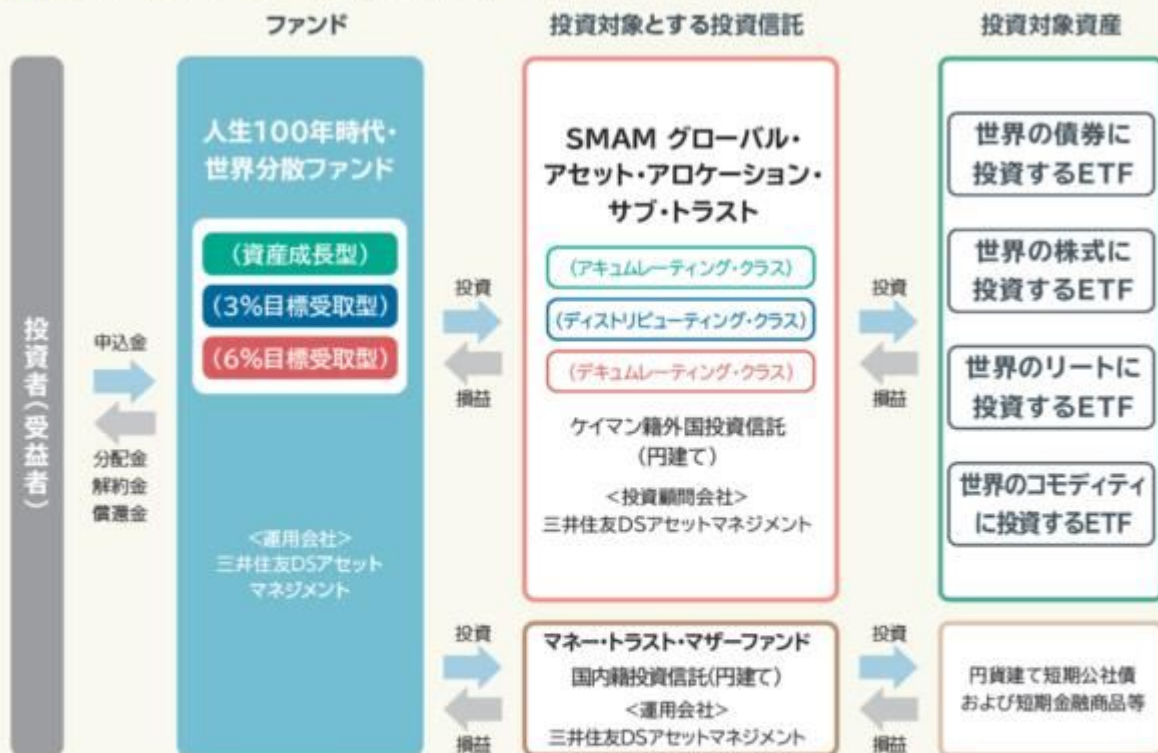 ファンド
投資対象とする投資信託
投資対象資産
投資者(受益者)
申込金
分配金
解約金
償還金
人生100年時代・
世界分散ファンド
(資産成長型)
(3%目標受取型)
(6%目標受取型)
<運用会社>
三井住友DSアセット
マネジメント
投資
損益
SMAM グローバル・
アセット・アロケーション・
サブ・トラスト
(アキュムレーティング・クラス)
(ディストリビューティング・クラス)
(デキュムレーティング・クラス)
ケイマン籍外国投資信託
(円建て)
<投資顧問会社>
三井住友DSアセットマネジメント
投資
損益
世界の債券に
投資するETF
世界の株式に
投資するETF
世界のリートに
投資するETF
世界のコモディティ
に投資するETF
投資
損益
マネー・トラスト・マザーファンド
国内籍投資信託(円建て)
<運用会社>
三井住友DSアセットマネジメント
投資
損益
円貨建て短期公社債
および短期金融商品等